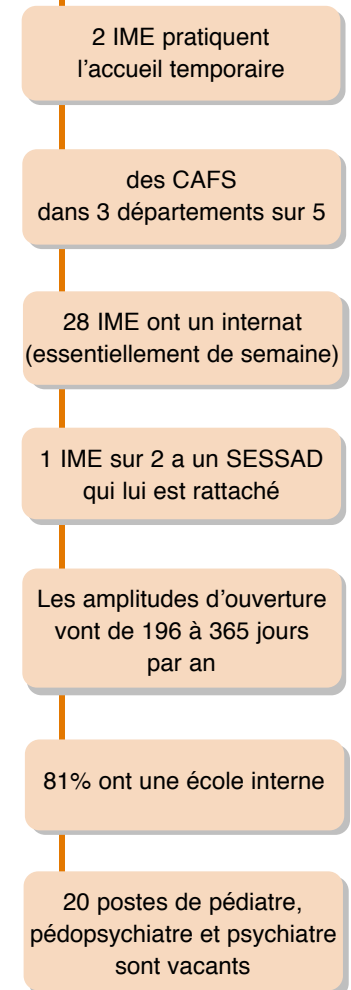 2 IME pratiquent
l’accueil temporaire
des CAFS
dans 3 départements sur 5
28 IME ont un internat
(essentiellement de semaine)
1 IME sur 2 a un SESSAD
qui lui est rattaché
Les amplitudes d’ouverture
vont de 196 à 365 jours
par an
81% ont une école interne
20 postes de pédiatre,
pédopsychiatre et psychiatre
sont vacants